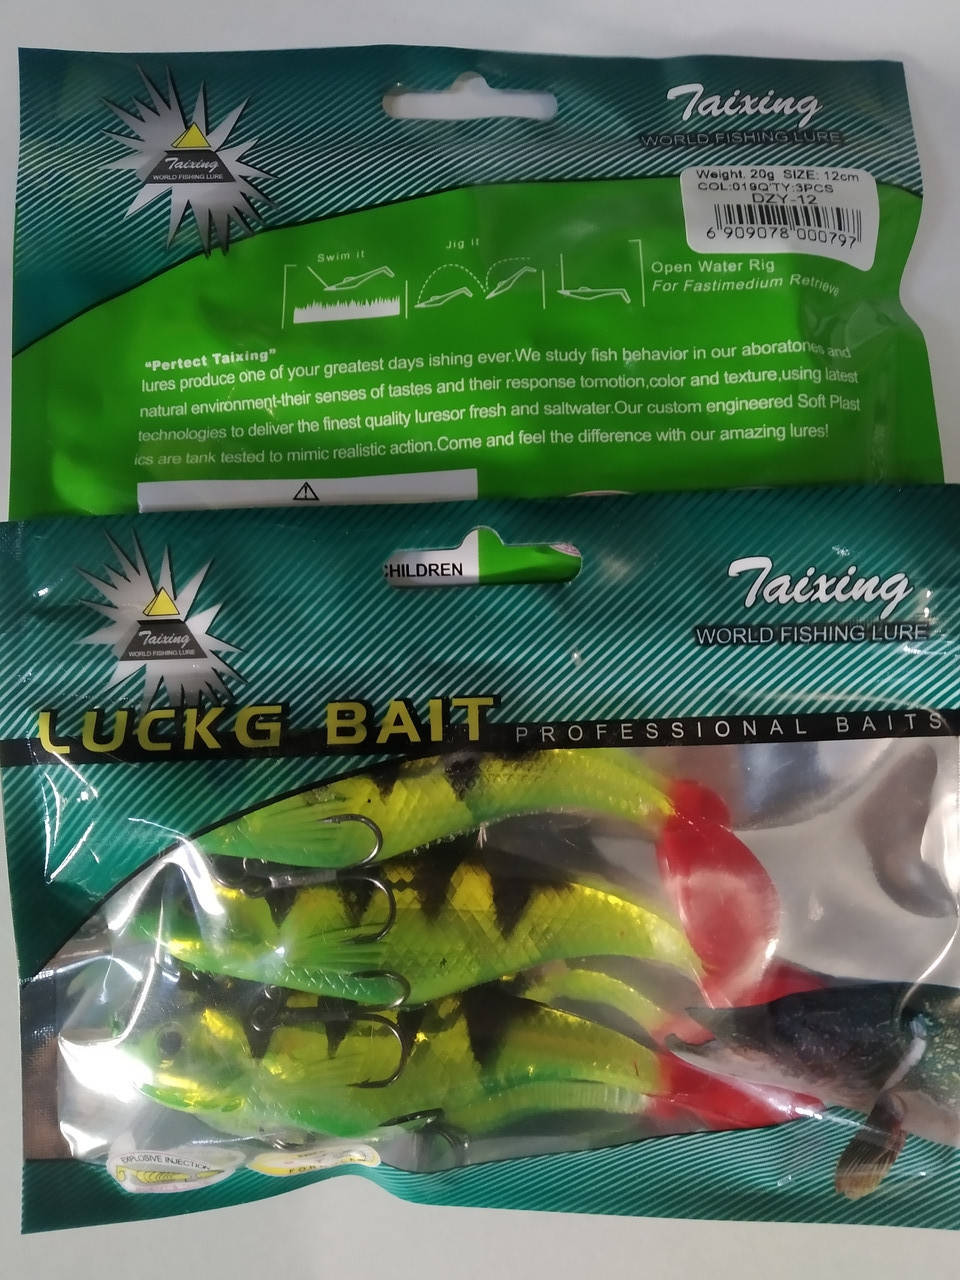 Taixing
WORLD FISHING LURE
Taixing
WORLD FISHING LURE
Weight. 20g SIZE: 12cm
COL:019Q'TY:3PCS
DZY-12
6 909078 000797
Swim it
Jig it
Open Water Rig
For Fastimedium Retrieve
“Perfect Taixing”
lures produce one of your greatest days ishing ever.We study fish behavior in our aboratones and
natural environment-their senses of tastes and their response tomotion,color and texture,using latest
technologies to deliver the finest quality luresor fresh and saltwater.Our custom engineered Soft Plast
ics are tank tested to mimic realistic action.Come and feel the difference with our amazing lures!
CHILDREN
Taixing
WORLD FISHING LURE
Taixing
WORLD FISHING LURE
LUCKG BAIT
PROFESSIONAL BAITS
EXPLOSIVE INJECTION